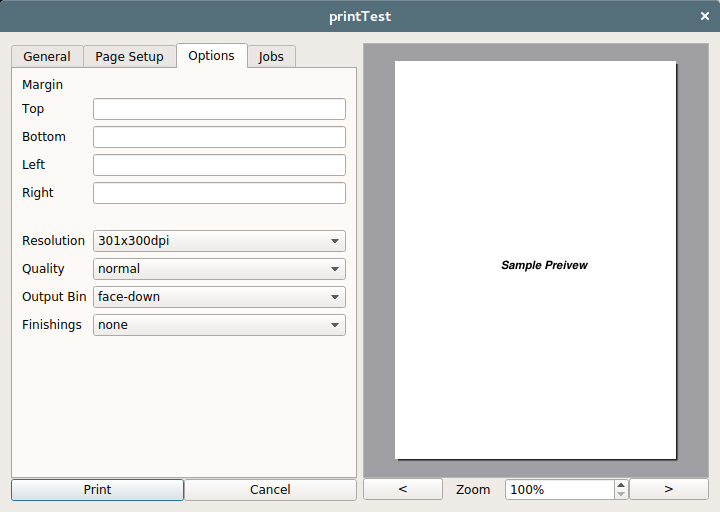 printTest
General Page Setup Options Jobs
Margin
Top
Bottom
Left
Right
Resolution 301x300dpi
Quality normal
Output Bin face-down
Finishings none
Print Cancel
Sample Preivew
< Zoom 100% >